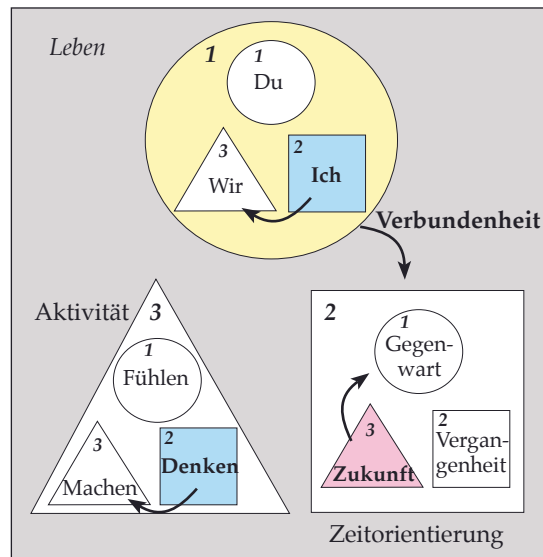 Leben
1
1
Du
3
Wir
2
Ich
Verbundenheit
Aktivität
3
1
Fühlen
3
Machen
2
Denken
2
1
Gegen-
wart
3
Zukunft
2
Vergan-
genheit
Zeitorientierung